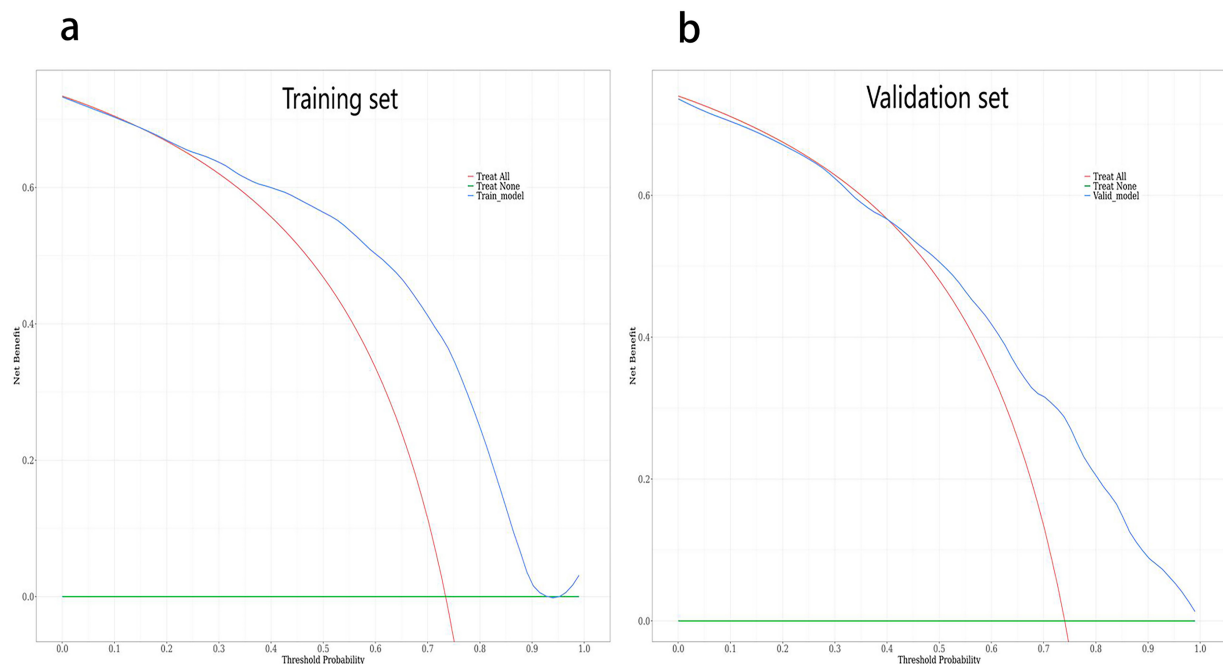 a
Training set
Treat All
Treat None
Train_model
Net Benefit
0.6
0.4
0.2
0.0
0.0 0.1 0.2 0.3 0.4 0.5 0.6 0.7 0.8 0.9 1.0
Threshold Probability
b
Validation set
Treat All
Treat None
Valid_model
Net Benefit
0.6
0.4
0.2
0.0
0.0 0.1 0.2 0.3 0.4 0.5 0.6 0.7 0.8 0.9 1.0
Threshold Probability